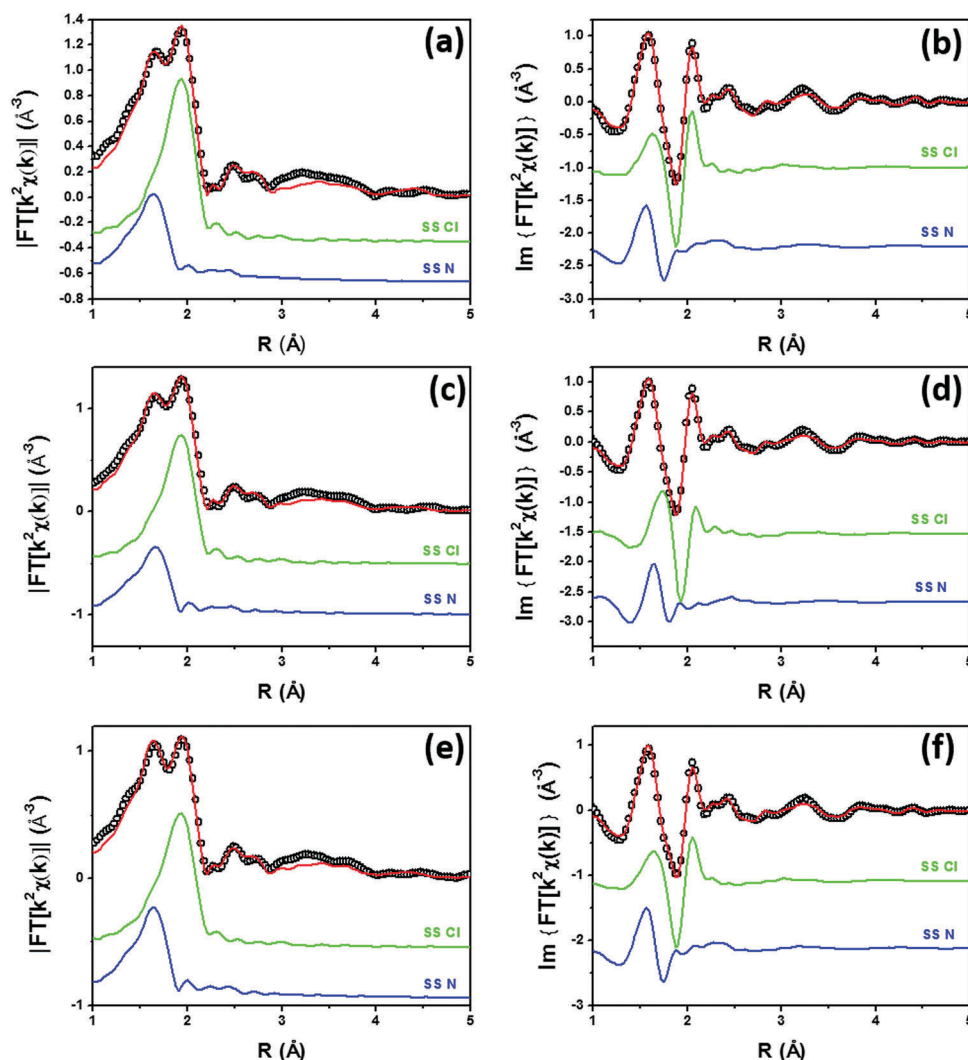 (a)
|FT[k²χ(k)]| (Å⁻³)
1.4
1.2
1.0
0.8
0.6
0.4
0.2
0.0
-0.2
-0.4
-0.6
-0.8
SS Cl
SS N
1 2 3 4 5
R (Å)
(b)
Im { FT[k²χ(k)] } (Å⁻³)
1.0
0.5
0.0
-0.5
-1.0
-1.5
-2.0
-2.5
-3.0
SS Cl
SS N
1 2 3 4 5
R (Å)
(c)
|FT[k²χ(k)]| (Å⁻³)
1
0
-1
SS Cl
SS N
1 2 3 4 5
R (Å)
(d)
Im { FT[k²χ(k)] } (Å⁻³)
1.0
0.5
0.0
-0.5
-1.0
-1.5
-2.0
-2.5
-3.0
SS Cl
SS N
1 2 3 4 5
R (Å)
(e)
|FT[k²χ(k)]| (Å⁻³)
1
0
-1
SS Cl
SS N
1 2 3 4 5
R (Å)
(f)
Im { FT[k²χ(k)] } (Å⁻³)
1
0
-1
-2
-3
SS Cl
SS N
1 2 3 4 5
R (Å)